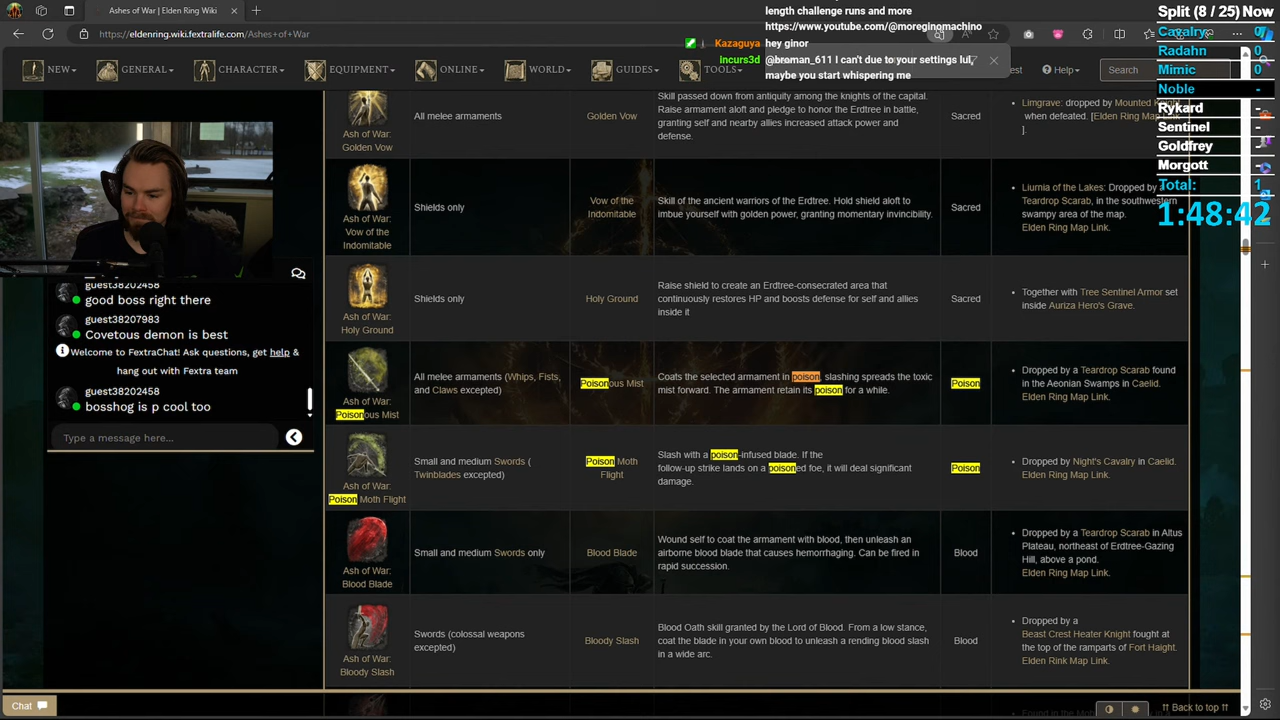 Ashes of War | Elden Ring Wiki
https://eldenring.wiki.fextralife.com/Ashes+of+War
length challenge runs and more
https://www.youtube.com/@moreginomachino
Kazaguya hey ginor
incurs3d @broman_611 I can't due to your settings lul,
maybe you start whispering me
Split (8 / 25) Now
Cavalry 0
Radahn 0
Mimic 0
Noble -
Rykard -
Sentinel -
Goldfrey -
Morgott -
Total: 1
1:48:42
NEW
GENERAL
CHARACTER
EQUIPMENT
ONLINE
WORLD
GUIDES
TOOLS
Help
Search
Ash of War:
Golden Vow
All melee armaments
Golden Vow
Skill passed down from antiquity among the knights of the capital.
Raise armament aloft and pledge to honor the Erdtree in battle,
granting self and nearby allies increased attack power and
defense.
Sacred
Limgrave: dropped by Mounted Knight
when defeated. [Elden Ring Map Link
].
Ash of War:
Vow of the
Indomitable
Shields only
Vow of the
Indomitable
Skill of the ancient warriors of the Erdtree. Hold shield aloft to
imbue yourself with golden power, granting momentary invincibility.
Sacred
Liurnia of the Lakes: Dropped by a
Teardrop Scarab, in the southwestern
swampy area of the map.
Elden Ring Map Link.
Ash of War:
Holy Ground
Shields only
Holy Ground
Raise shield to create an Erdtree-consecrated area that
continuously restores HP and boosts defense for self and allies
inside it
Sacred
Together with Tree Sentinel Armor set
inside Auriza Hero's Grave.
Ash of War:
Poisonous Mist
All melee armaments (Whips, Fists,
and Claws excepted)
Poisonous Mist
Coats the selected armament in poison, slashing spreads the toxic
mist forward. The armament retain its poison for a while.
Poison
Dropped by a Teardrop Scarab found
in the Aeonian Swamps in Caelid.
Elden Ring Map Link.
Ash of War:
Poison Moth Flight
Small and medium Swords (
Twinblades excepted)
Poison Moth
Flight
Slash with a poison-infused blade. If the
follow-up strike lands on a poisoned foe, it will deal significant
damage.
Poison
Dropped by Night's Cavalry in Caelid.
Elden Ring Map Link.
Ash of War:
Blood Blade
Small and medium Swords only
Blood Blade
Wound self to coat the armament with blood, then unleash an
airborne blood blade that causes hemorrhaging. Can be fired in
rapid succession.
Blood
Dropped by a Teardrop Scarab in Altus
Plateau, northeast of Erdtree-Gazing
Hill, above a pond.
Elden Ring Map Link.
Ash of War:
Bloody Slash
Swords (colossal weapons
excepted)
Bloody Slash
Blood Oath skill granted by the Lord of Blood. From a low stance,
coat the blade in your own blood to unleash a rending blood slash
in a wide arc.
Blood
Dropped by a
Beast Crest Heater Knight fought at
the top of the ramparts of Fort Haight.
Elden Rink Map Link.
guest38202458
good boss right there
guest38207983
Covetous demon is best
Welcome to FextraChat! Ask questions, get help &
hang out with Fextra team
guest38202458
bosshog is p cool too
Type a message here...
Chat
Back to top